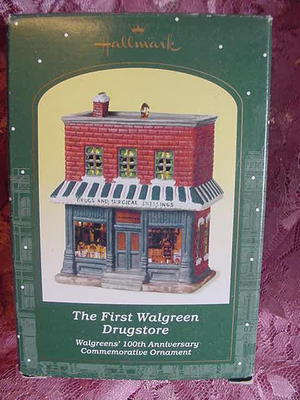 Hallmark
DRUGS AND SURGICAL DRESSINGS
The First Walgreen
Drugstore
Walgreens' 100th Anniversary
Commemorative Ornament